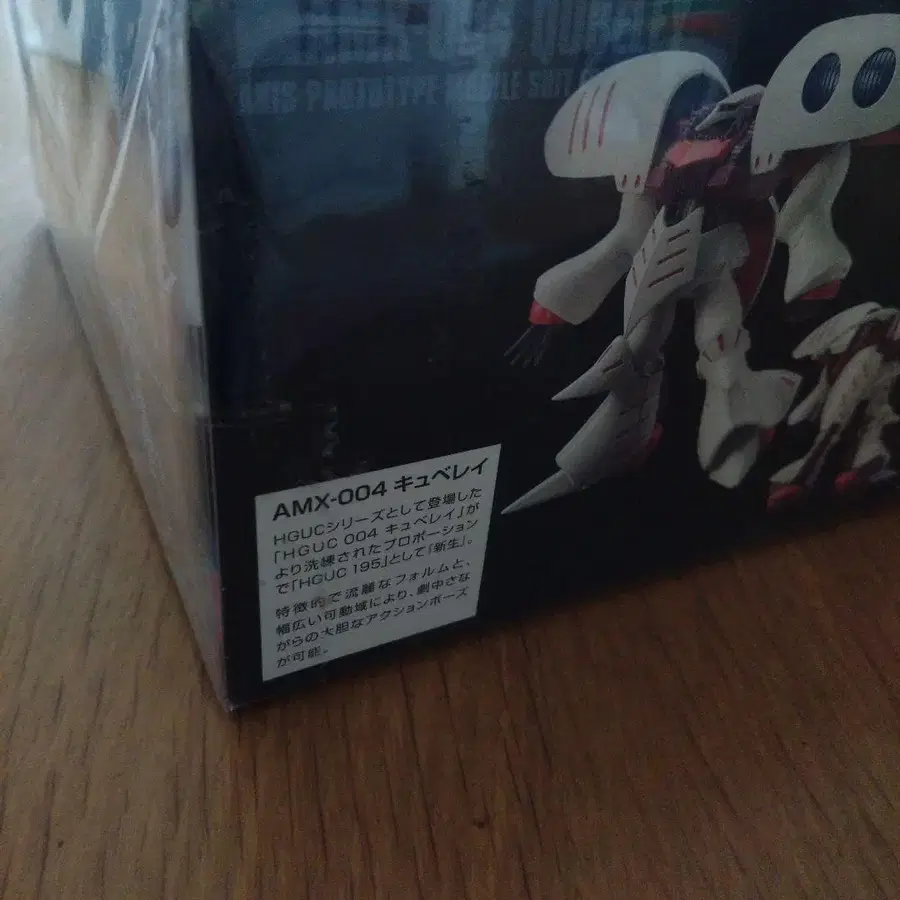 PROTOTYPE MOBILE SUIT
AMX-004 キュベレイ
HGUCシリーズとして登場した
「HGUC 004 キュベレイ」が
より洗練されたプロポーション
で「HGUC 195」として「新生」。
特徴的で流麗なフォルムと、
幅広い可動域により、劇中さな
がらの大胆なアクションポーズ
が可能。